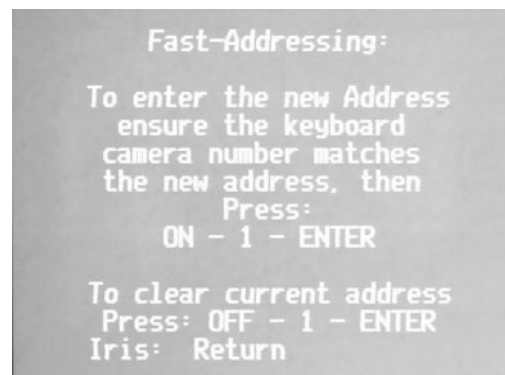 Fast-Addressing:
To enter the new Address
ensure the keyboard
camera number matches
the new address, then
Press:
ON - 1 - ENTER
To clear current address
Press: OFF - 1 - ENTER
Iris: Return